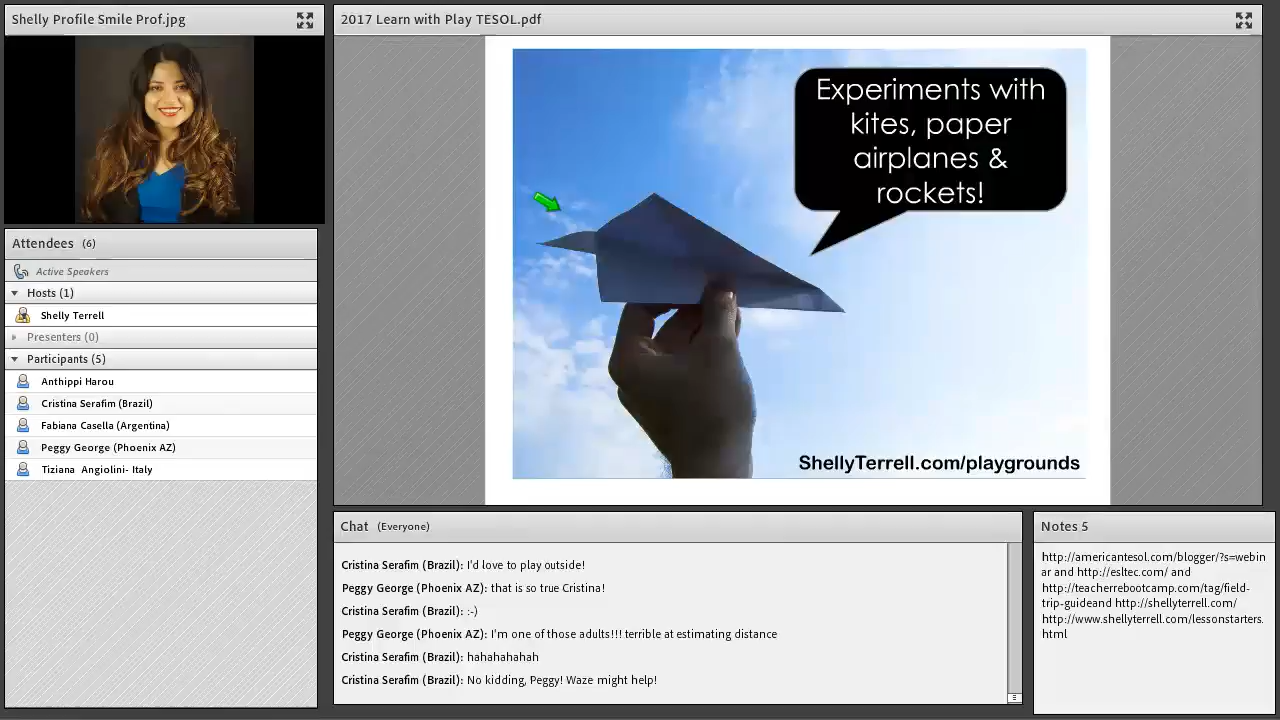 Shelly Profile Smile Prof.jpg
Attendees (6)
Active Speakers
Hosts (1)
Shelly Terrell
Presenters (0)
Participants (5)
Anthippi Harou
Cristina Serafim (Brazil)
Fabiana Casella (Argentina)
Peggy George (Phoenix AZ)
Tiziana Angiolini- Italy
2017 Learn with Play TESOL.pdf
Experiments with
kites, paper
airplanes &
rockets!
ShellyTerrell.com/playgrounds
Chat (Everyone)
Cristina Serafim (Brazil): I'd love to play outside!
Peggy George (Phoenix AZ): that is so true Cristina!
Cristina Serafim (Brazil): :-)
Peggy George (Phoenix AZ): I'm one of those adults!!! terrible at estimating distance
Cristina Serafim (Brazil): hahahahahah
Cristina Serafim (Brazil): No kidding, Peggy! Waze might help!
Notes 5
http://americantesol.com/blogger/?s=webin
ar and http://esltec.com/ and
http://teacherrebootcamp.com/tag/field-
trip-guideand http://shellyterrell.com/
http://www.shellyterrell.com/lessonstarters.
html